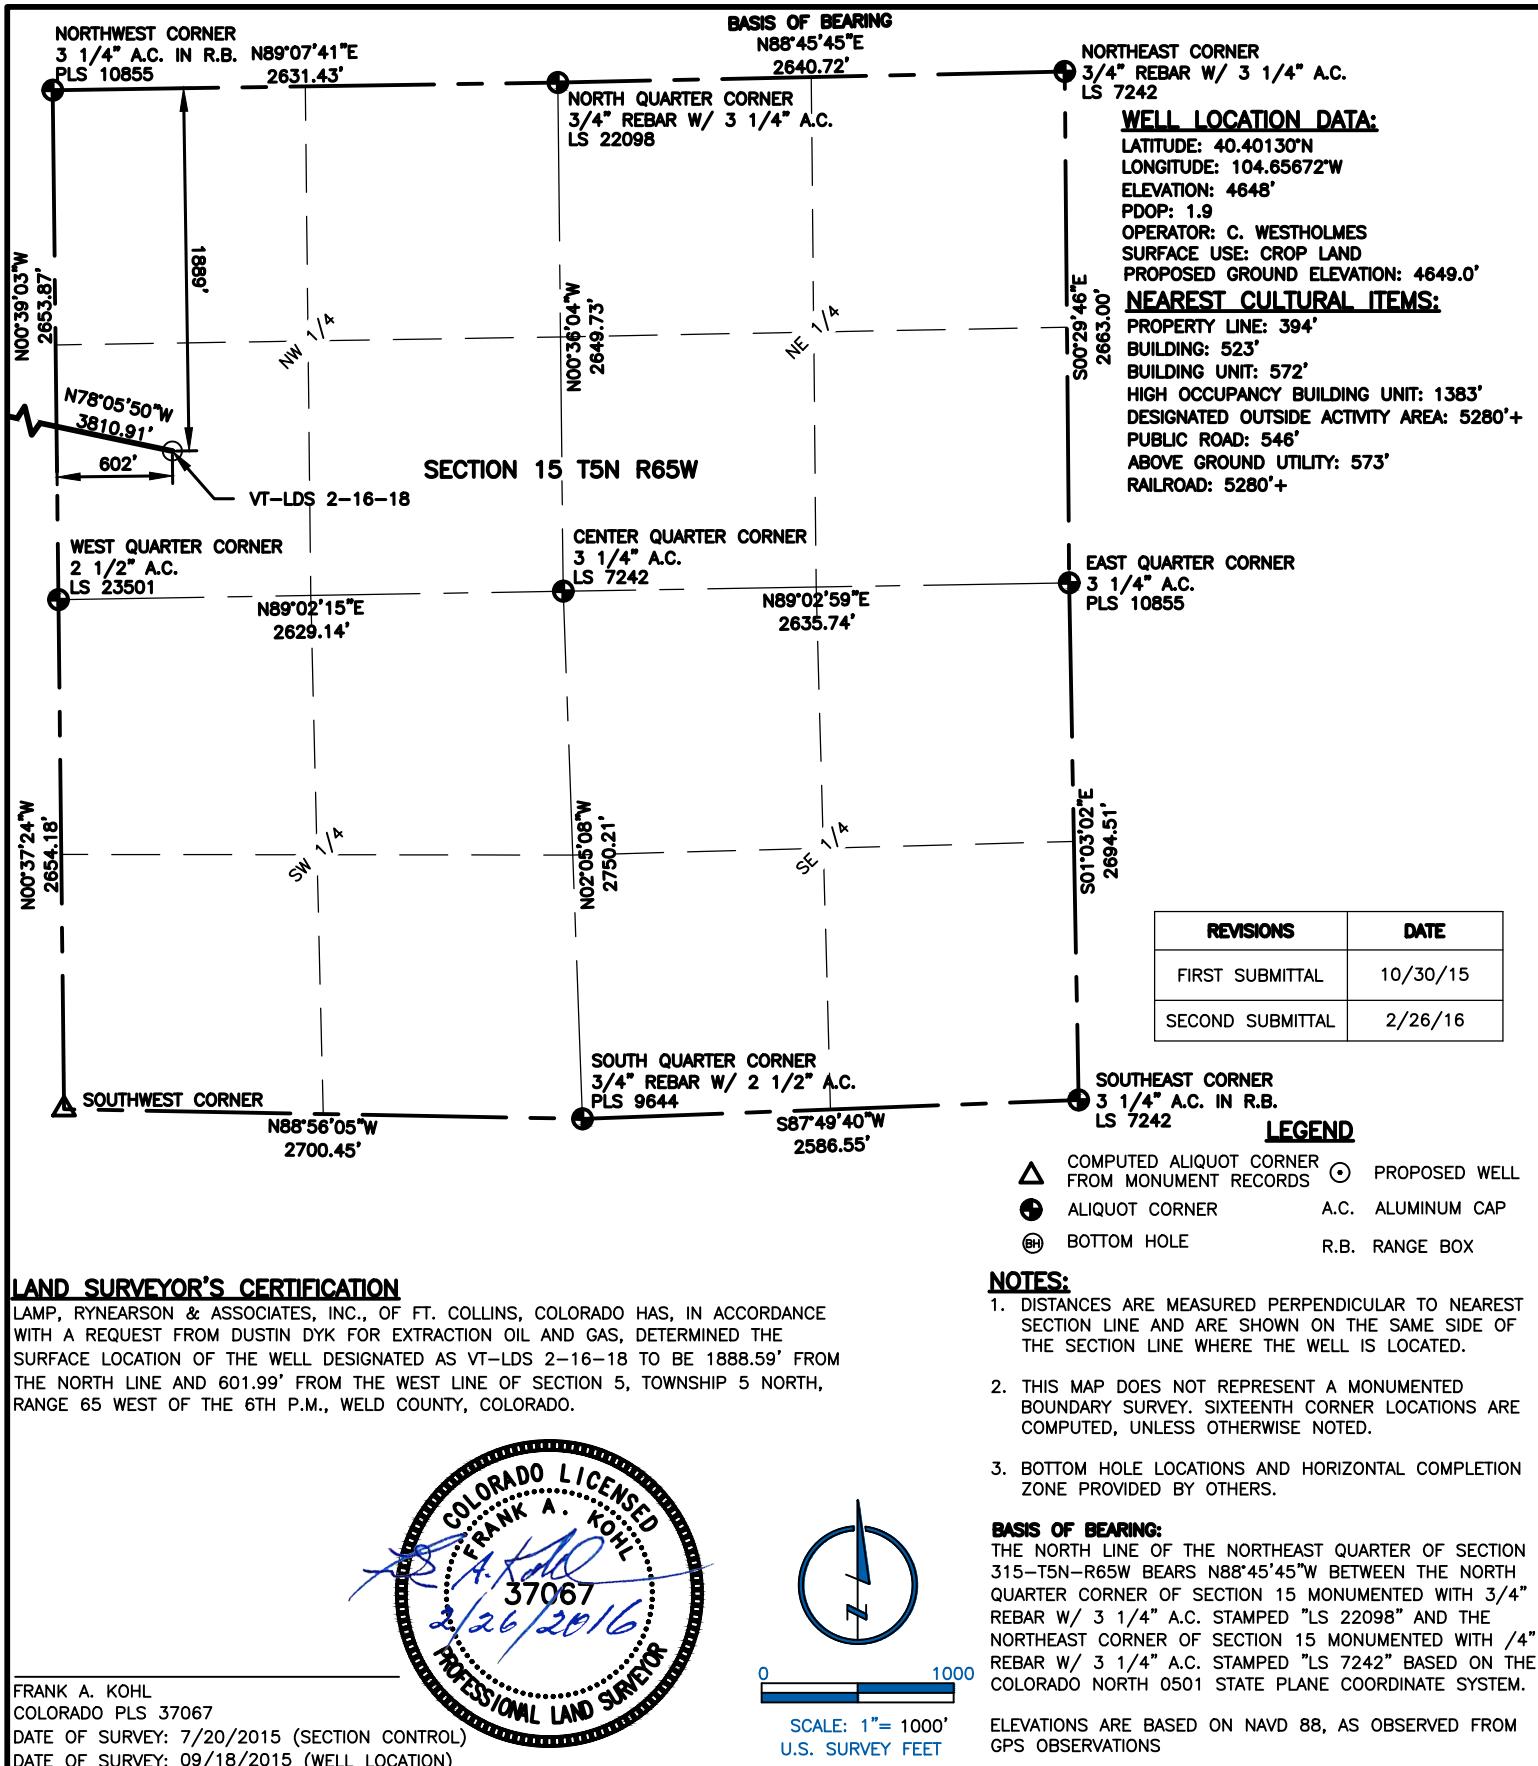 BASIS OF BEARING
N88°45'45"E
2640.72'
NORTHWEST CORNER
3 1/4" A.C. IN R.B.
PLS 10855
N89°07'41"E
2631.43'
NORTH QUARTER CORNER
3/4" REBAR W/ 3 1/4" A.C.
LS 22098
NORTHEAST CORNER
3/4" REBAR W/ 3 1/4" A.C.
LS 7242
WELL LOCATION DATA:
LATITUDE: 40.40130°N
LONGITUDE: 104.65672°W
ELEVATION: 4648'
PDOP: 1.9
OPERATOR: C. WESTHOLMES
SURFACE USE: CROP LAND
PROPOSED GROUND ELEVATION: 4649.0'
NEAREST CULTURAL ITEMS:
PROPERTY LINE: 394'
BUILDING: 523'
BUILDING UNIT: 572'
HIGH OCCUPANCY BUILDING UNIT: 1383'
DESIGNATED OUTSIDE ACTIVITY AREA: 5280'+
PUBLIC ROAD: 546'
ABOVE GROUND UTILITY: 573'
RAILROAD: 5280'+
N00°39'03"W
2653.87'
1889'
NW 1/4
N00°36'04"W
2649.73'
NE 1/4
S00°29'46"E
2663.00'
N78°05'50"W
3810.91'
602'
SECTION 15 T5N R65W
VT-LDS 2-16-18
WEST QUARTER CORNER
2 1/2" A.C.
LS 23501
CENTER QUARTER CORNER
3 1/4" A.C.
LS 7242
EAST QUARTER CORNER
3 1/4" A.C.
PLS 10855
N89°02'15"E
2629.14'
N89°02'59"E
2635.74'
N00°37'24"W
2654.18'
SW 1/4
N02°05'08"W
2750.21'
SE 1/4
S01°03'02"E
2694.51'
REVISIONS DATE
FIRST SUBMITTAL 10/30/15
SECOND SUBMITTAL 2/26/16
SOUTHWEST CORNER
SOUTH QUARTER CORNER
3/4" REBAR W/ 2 1/2" A.C.
PLS 9644
SOUTHEAST CORNER
3 1/4" A.C. IN R.B.
LS 7242
N88°56'05"W
2700.45'
S87°49'40"W
2586.55'
LEGEND
COMPUTED ALIQUOT CORNER
FROM MONUMENT RECORDS
PROPOSED WELL
ALIQUOT CORNER
A.C. ALUMINUM CAP
BH BOTTOM HOLE
R.B. RANGE BOX
LAND SURVEYOR'S CERTIFICATION
LAMP, RYNEARSON & ASSOCIATES, INC., OF FT. COLLINS, COLORADO HAS, IN ACCORDANCE
WITH A REQUEST FROM DUSTIN DYK FOR EXTRACTION OIL AND GAS, DETERMINED THE
SURFACE LOCATION OF THE WELL DESIGNATED AS VT-LDS 2-16-18 TO BE 1888.59' FROM
THE NORTH LINE AND 601.99' FROM THE WEST LINE OF SECTION 5, TOWNSHIP 5 NORTH,
RANGE 65 WEST OF THE 6TH P.M., WELD COUNTY, COLORADO.
NOTES:
1. DISTANCES ARE MEASURED PERPENDICULAR TO NEAREST
SECTION LINE AND ARE SHOWN ON THE SAME SIDE OF
THE SECTION LINE WHERE THE WELL IS LOCATED.
2. THIS MAP DOES NOT REPRESENT A MONUMENTED
BOUNDARY SURVEY. SIXTEENTH CORNER LOCATIONS ARE
COMPUTED, UNLESS OTHERWISE NOTED.
3. BOTTOM HOLE LOCATIONS AND HORIZONTAL COMPLETION
ZONE PROVIDED BY OTHERS.
BASIS OF BEARING:
THE NORTH LINE OF THE NORTHEAST QUARTER OF SECTION
315-T5N-R65W BEARS N88°45'45"W BETWEEN THE NORTH
QUARTER CORNER OF SECTION 15 MONUMENTED WITH 3/4"
REBAR W/ 3 1/4" A.C. STAMPED "LS 22098" AND THE
NORTHEAST CORNER OF SECTION 15 MONUMENTED WITH /4"
REBAR W/ 3 1/4" A.C. STAMPED "LS 7242" BASED ON THE
COLORADO NORTH 0501 STATE PLANE COORDINATE SYSTEM.
ELEVATIONS ARE BASED ON NAVD 88, AS OBSERVED FROM
GPS OBSERVATIONS
COLORADO LICENSED
FRANK A. KOHL
A. Kohl
37067
2/26/2016
PROFESSIONAL LAND SURVEYOR
0 1000
SCALE: 1"= 1000'
U.S. SURVEY FEET
FRANK A. KOHL
COLORADO PLS 37067
DATE OF SURVEY: 7/20/2015 (SECTION CONTROL)
DATE OF SURVEY: 09/18/2015 (WELL LOCATION)